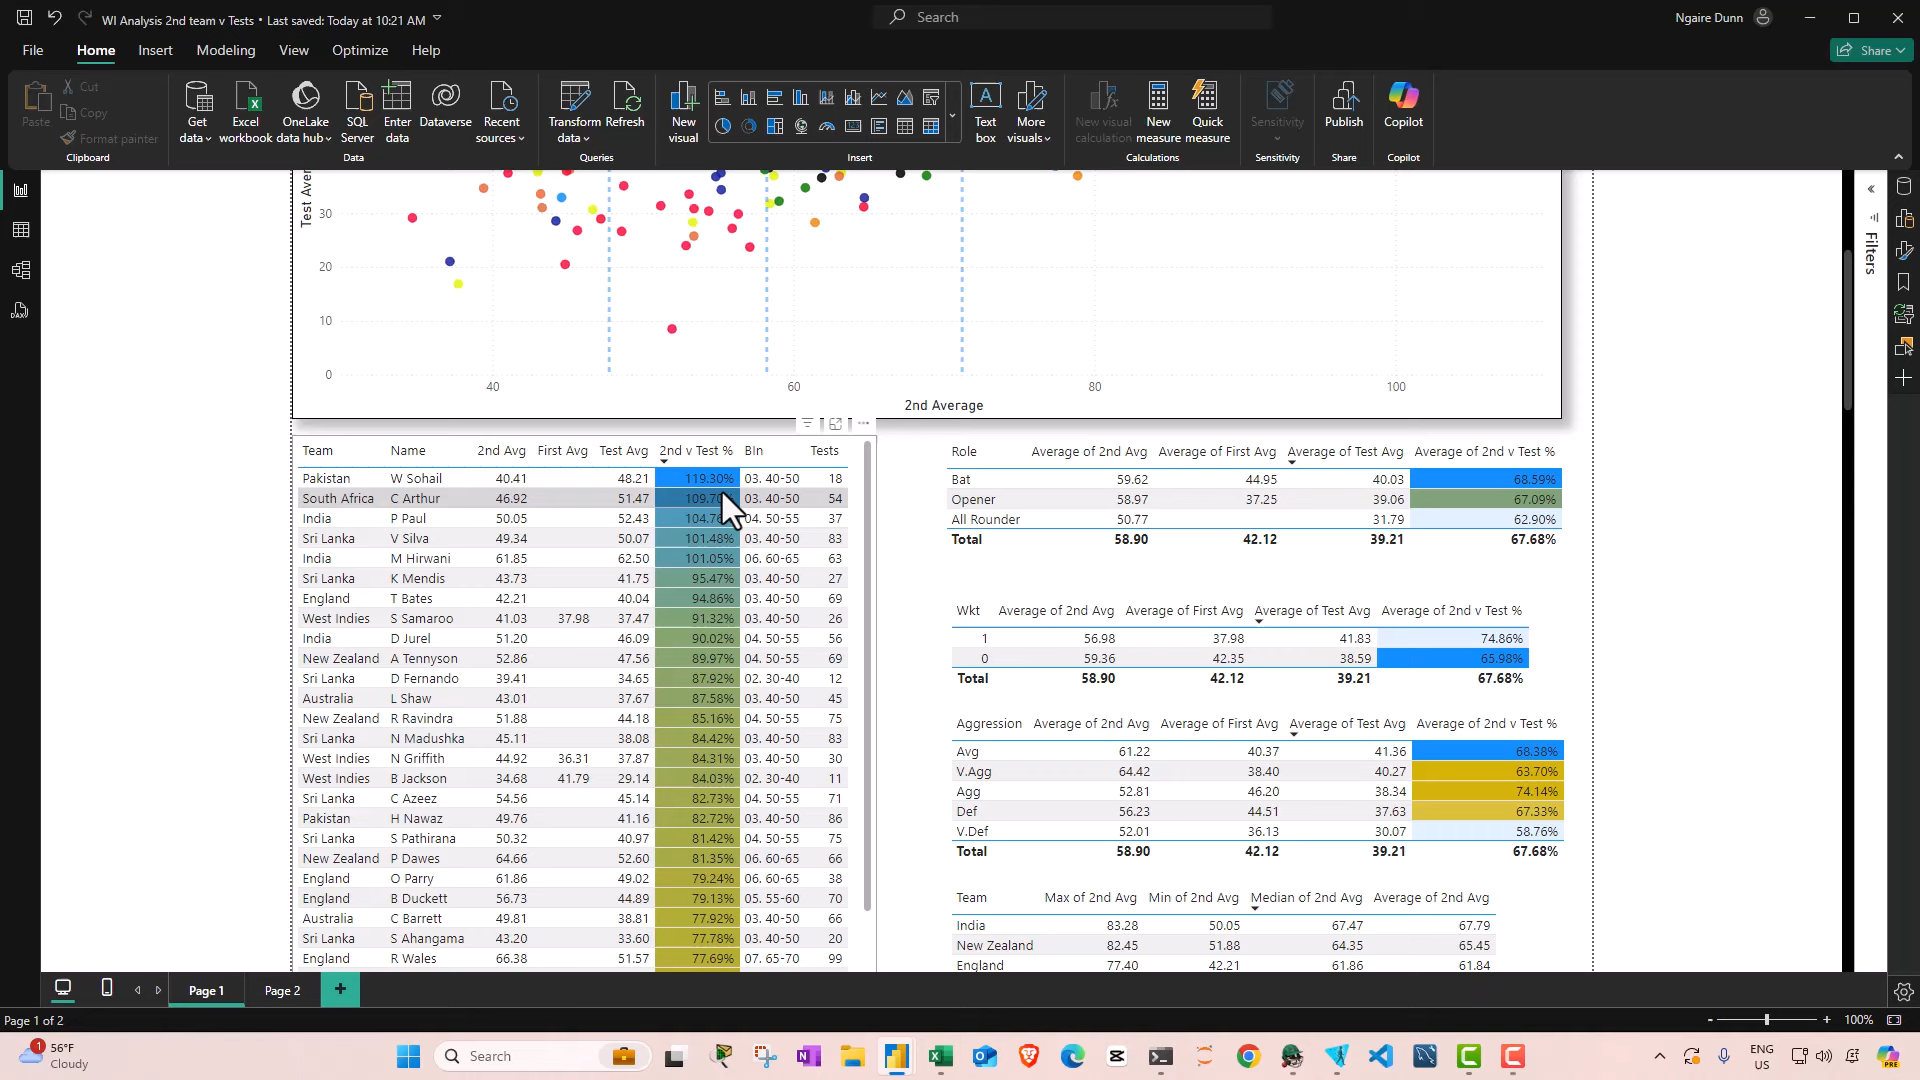 WI Analysis 2nd team v Tests • Last saved: Today at 10:21 AM
Search
Ngaire Dunn
File Home Insert Modeling View Optimize Help
Share
Paste
Cut
Copy
Format painter
Clipboard
Get data
Excel workbook
OneLake data hub
SQL Server
Enter data
Dataverse
Recent sources
Data
Transform data
Refresh
Queries
New visual
Text box
More visuals
Insert
New visual calculation
New measure
Quick measure
Calculations
Sensitivity
Sensitivity
Publish
Share
Copilot
Copilot
Filters
Test Aver
30
20
10
0
40 60 80 100
2nd Average
Team Name 2nd Avg First Avg Test Avg 2nd v Test % BIn Tests
Pakistan W Sohail 40.41 48.21 119.30% 03. 40-50 18
South Africa C Arthur 46.92 51.47 109.70 03. 40-50 54
India P Paul 50.05 52.43 104.76 04. 50-55 37
Sri Lanka V Silva 49.34 50.07 101.48% 03. 40-50 83
India M Hirwani 61.85 62.50 101.05% 06. 60-65 63
Sri Lanka K Mendis 43.73 41.75 95.47% 03. 40-50 27
England T Bates 42.21 40.04 94.86% 03. 40-50 69
West Indies S Samaroo 41.03 37.98 37.47 91.32% 03. 40-50 26
India D Jurel 51.20 46.09 90.02% 04. 50-55 56
New Zealand A Tennyson 52.86 47.56 89.97% 04. 50-55 69
Sri Lanka D Fernando 39.41 34.65 87.92% 02. 30-40 12
Australia L Shaw 43.01 37.67 87.58% 03. 40-50 45
New Zealand R Ravindra 51.88 44.18 85.16% 04. 50-55 75
Sri Lanka N Madushka 45.11 38.08 84.42% 03. 40-50 83
West Indies N Griffith 44.92 36.31 37.87 84.31% 03. 40-50 30
West Indies B Jackson 34.68 41.79 29.14 84.03% 02. 30-40 11
Sri Lanka C Azeez 54.56 45.14 82.73% 04. 50-55 71
Pakistan H Nawaz 49.76 41.16 82.72% 03. 40-50 86
Sri Lanka S Pathirana 50.32 40.97 81.42% 04. 50-55 75
New Zealand P Dawes 64.66 52.60 81.35% 06. 60-65 66
England O Parry 61.86 49.02 79.24% 06. 60-65 38
England B Duckett 56.73 44.89 79.13% 05. 55-60 70
Australia C Barrett 49.81 38.81 77.92% 03. 40-50 66
Sri Lanka S Ahangama 43.20 33.60 77.78% 03. 40-50 20
England R Wales 66.38 51.57 77.69% 07. 65-70 99
Role Average of 2nd Avg Average of First Avg Average of Test Avg Average of 2nd v Test %
Bat 59.62 44.95 40.03 68.59%
Opener 58.97 37.25 39.06 67.09%
All Rounder 50.77 31.79 62.90%
Total 58.90 42.12 39.21 67.68%
Wkt Average of 2nd Avg Average of First Avg Average of Test Avg Average of 2nd v Test %
1 56.98 37.98 41.83 74.86%
0 59.36 42.35 38.59 65.98%
Total 58.90 42.12 39.21 67.68%
Aggression Average of 2nd Avg Average of First Avg Average of Test Avg Average of 2nd v Test %
Avg 61.22 40.37 41.36 68.38%
V.Agg 64.42 38.40 40.27 63.70%
Agg 52.81 46.20 38.34 74.14%
Def 56.23 44.51 37.63 67.33%
V.Def 52.01 36.13 30.07 58.76%
Total 58.90 42.12 39.21 67.68%
Team Max of 2nd Avg Min of 2nd Avg Median of 2nd Avg Average of 2nd Avg
India 83.28 50.05 67.47 67.79
New Zealand 82.45 51.88 64.35 65.45
England 77.40 42.21 61.86 61.84
Page 1 Page 2 +
Page 1 of 2
- + 100%
1
56°F
Cloudy
Search
ENG
US